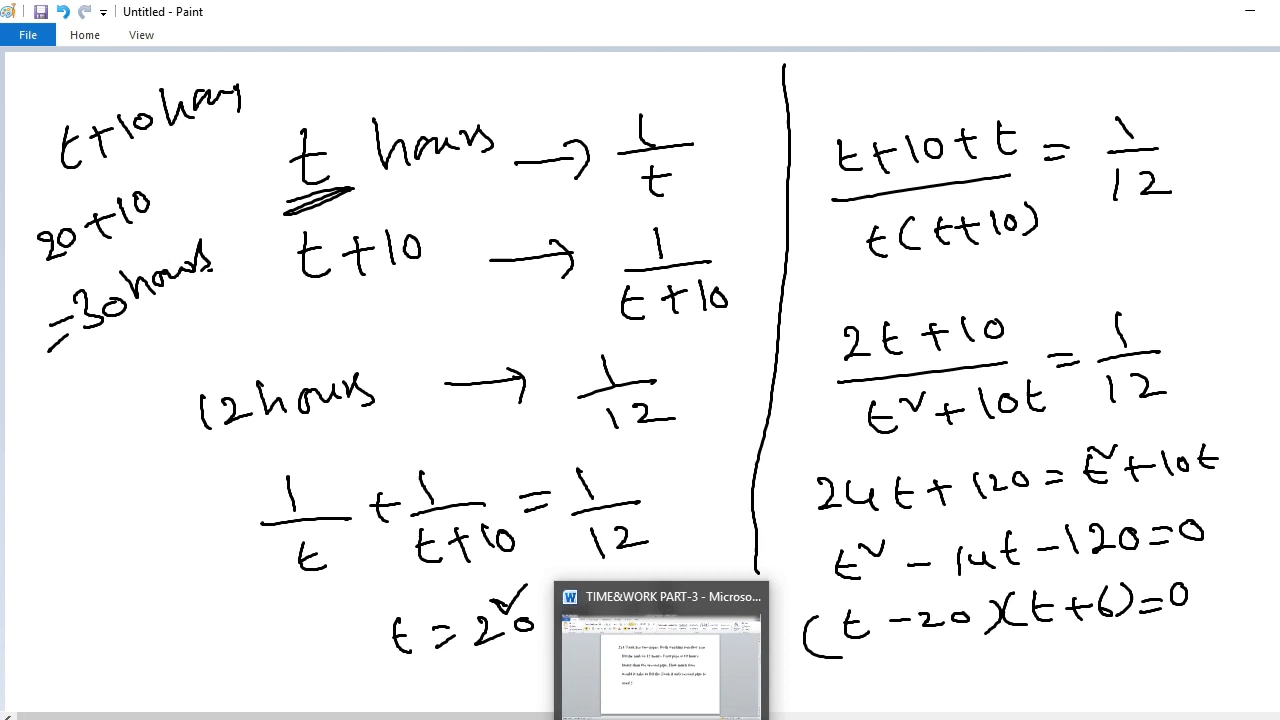 Untitled - Paint
File Home View
t+10 hours
20+10
=30 hours
t hours → 1/t
t+10 → 1/(t+10)
12 hours → 1/12
1/t + 1/(t+10) = 1/12
t = 20
(t+10+t)/(t(t+10)) = 1/12
(2t+10)/(t²+10t) = 1/12
24t+120 = t²+10t
t² - 14t - 120 = 0
(t-20)(t+6) = 0
TIME&WORK PART-3 - Microso...